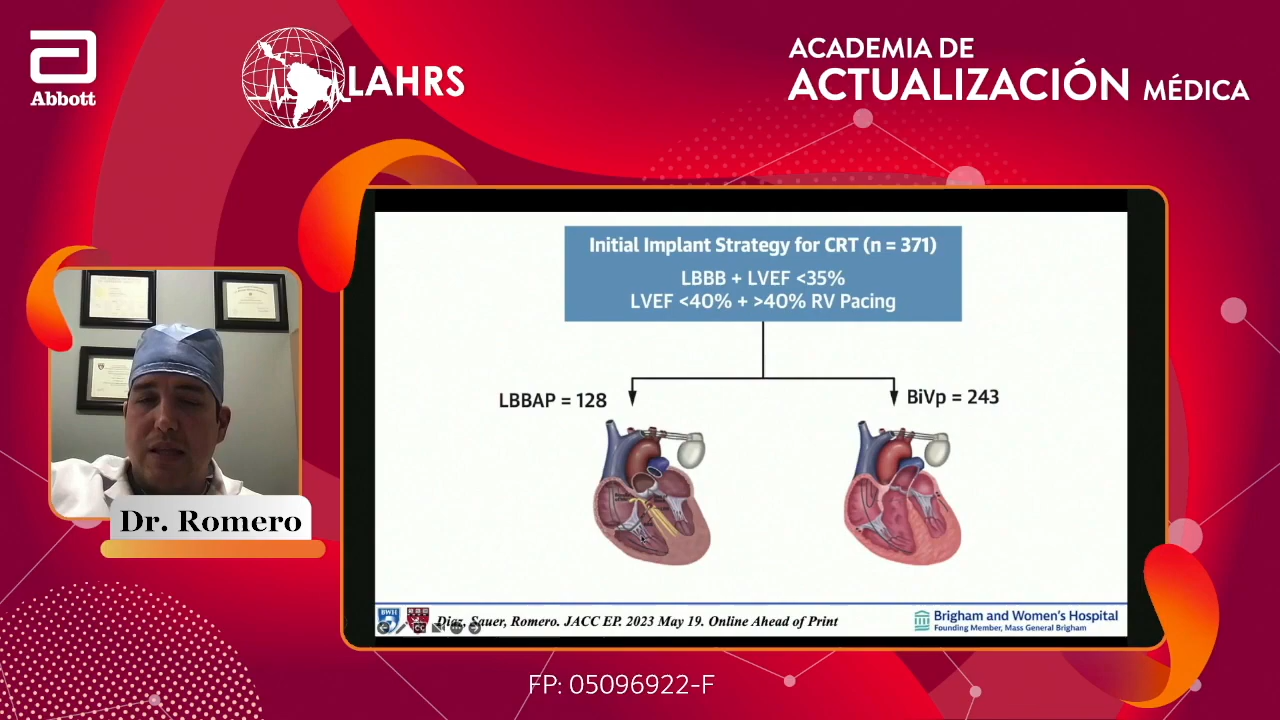 Abbott
LAHRS
ACADEMIA DE
ACTUALIZACIÓN MÉDICA
Initial Implant Strategy for CRT (n = 371)
LBBB + LVEF <35%
LVEF <40% + >40% RV Pacing
LBBAP = 128
BiVp = 243
Dr. Romero
BWH
Diaz, Sauer, Romero. JACC EP. 2023 May 19. Online Ahead of Print
Brigham and Women's Hospital
Founding Member, Mass General Brigham
FP: 05096922-F